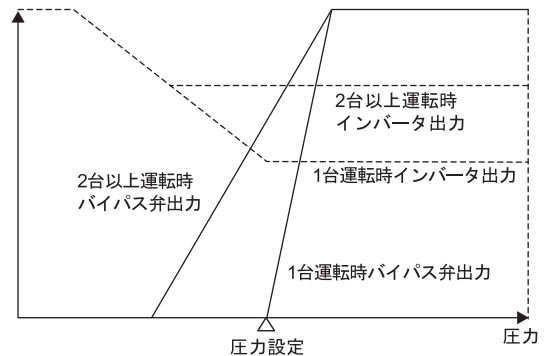 2台以上運転時
インバータ出力
1台運転時インバータ出力
2台以上運転時
バイパス弁出力
1台運転時バイパス弁出力
圧力
圧力設定